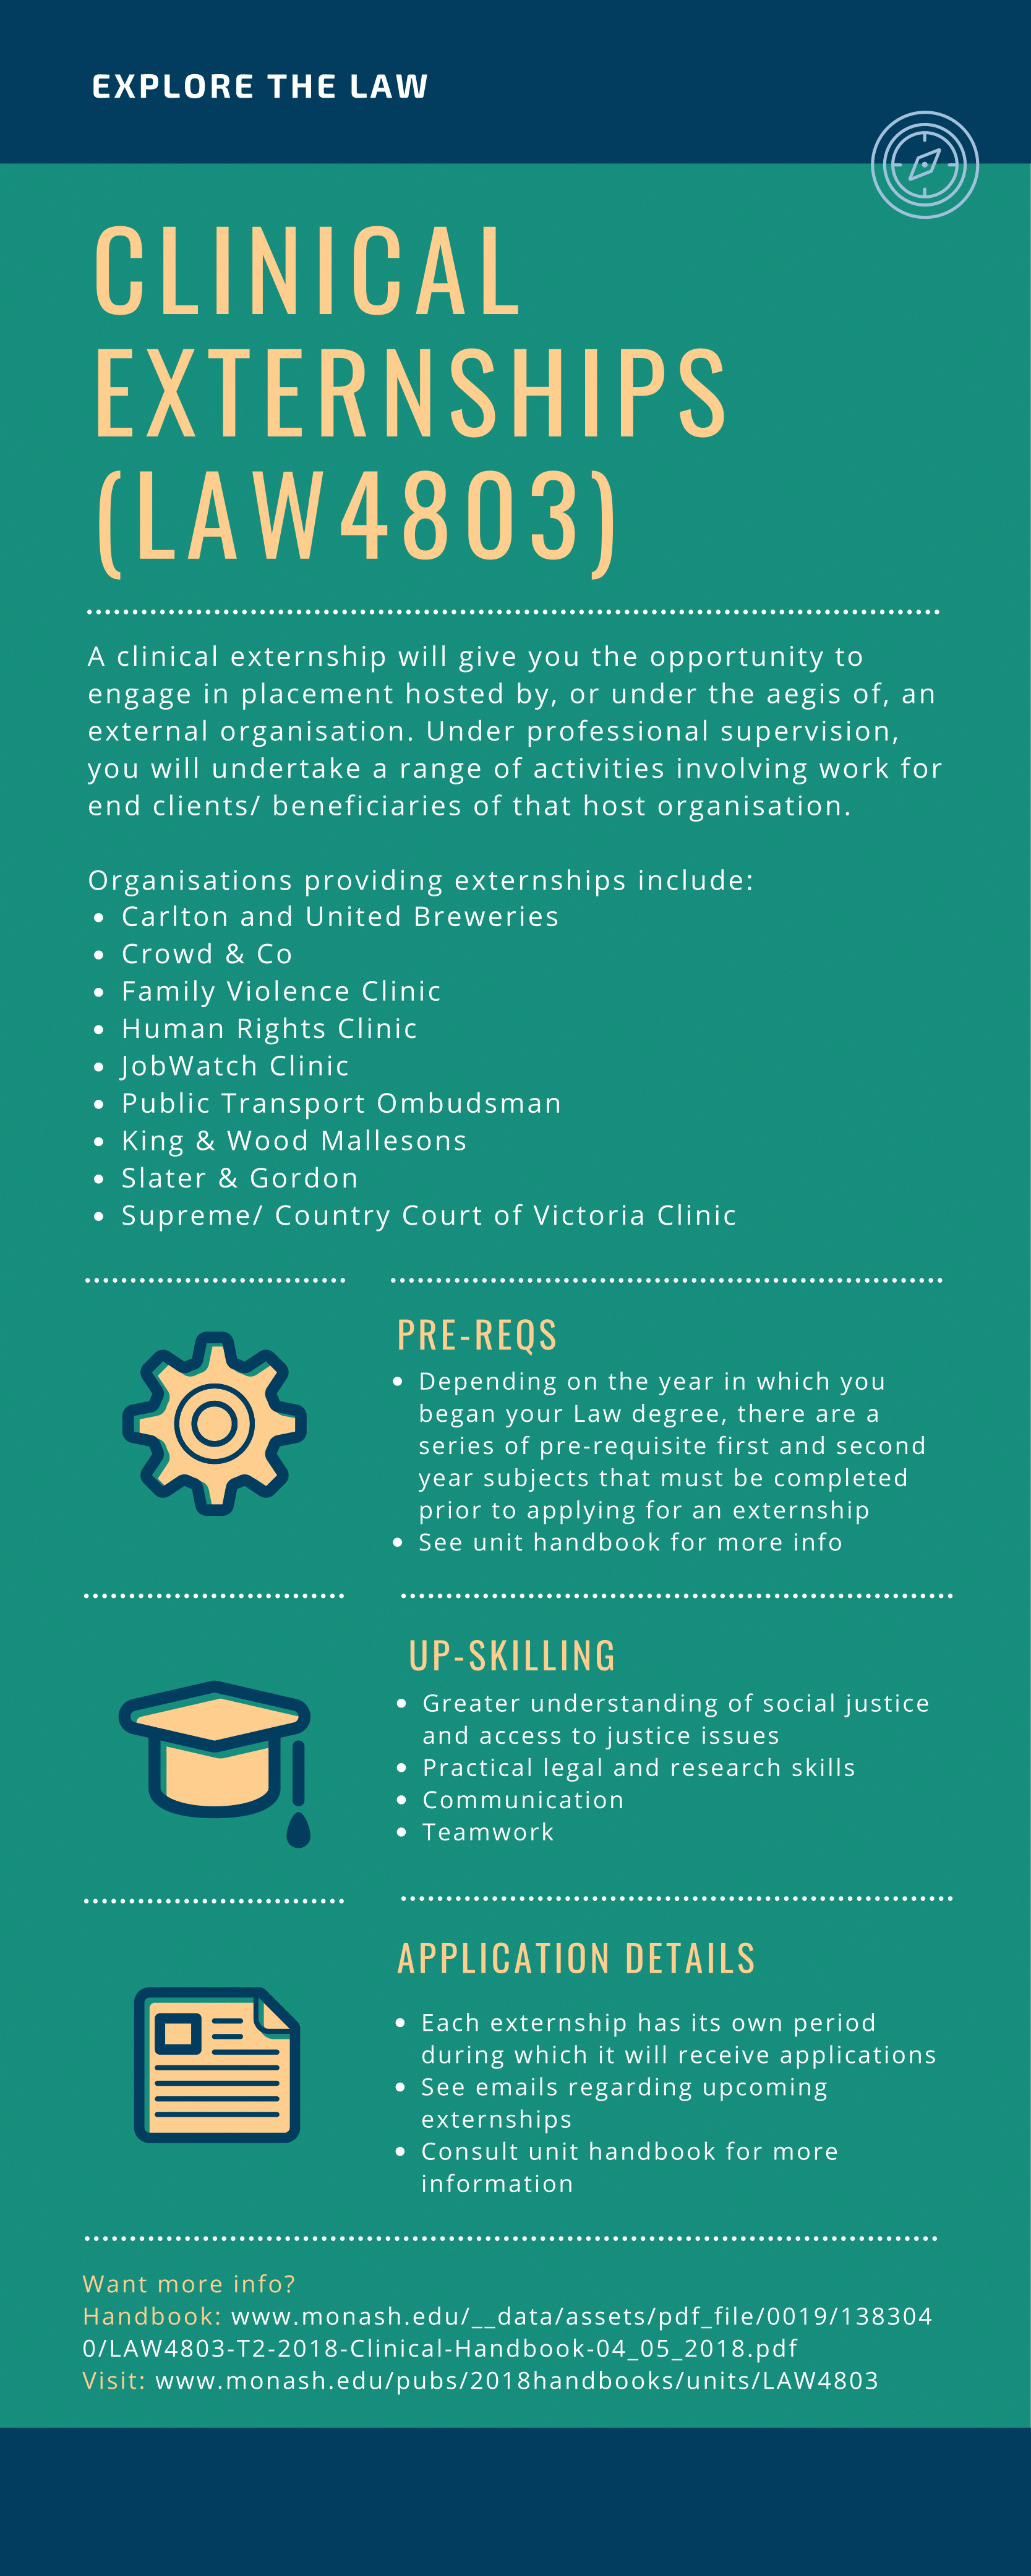 EXPLORE THE LAW
CLINICAL
EXTERNSHIPS
(LAW4803)
A clinical externship will give you the opportunity to
engage in placement hosted by, or under the aegis of, an
external organisation. Under professional supervision,
you will undertake a range of activities involving work for
end clients/ beneficiaries of that host organisation.
Organisations providing externships include:
• Carlton and United Breweries
• Crowd & Co
• Family Violence Clinic
• Human Rights Clinic
• JobWatch Clinic
• Public Transport Ombudsman
• King & Wood Mallesons
• Slater & Gordon
• Supreme/ Country Court of Victoria Clinic
PRE-REQS
• Depending on the year in which you
began your Law degree, there are a
series of pre-requisite first and second
year subjects that must be completed
prior to applying for an externship
• See unit handbook for more info
UP-SKILLING
• Greater understanding of social justice
and access to justice issues
• Practical legal and research skills
• Communication
• Teamwork
APPLICATION DETAILS
• Each externship has its own period
during which it will receive applications
• See emails regarding upcoming
externships
• Consult unit handbook for more
information
Want more info?
Handbook: www.monash.edu/__data/assets/pdf_file/0019/138304
0/LAW4803-T2-2018-Clinical-Handbook-04_05_2018.pdf
Visit: www.monash.edu/pubs/2018handbooks/units/LAW4803